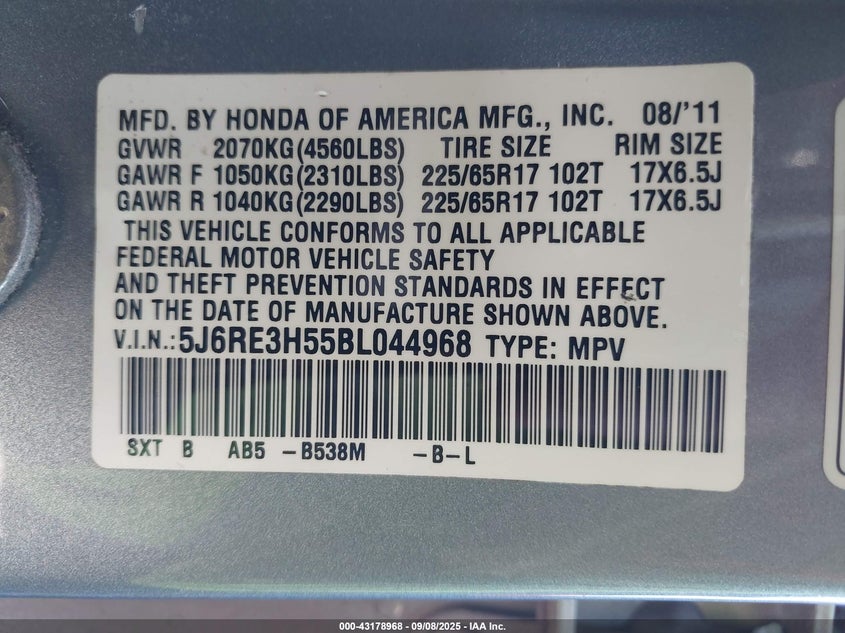 MFD. BY HONDA OF AMERICA MFG., INC. 08/'11
GVWR 2070KG(4560LBS) TIRE SIZE RIM SIZE
GAWR F 1050KG(2310LBS) 225/65R17 102T 17X6.5J
GAWR R 1040KG(2290LBS) 225/65R17 102T 17X6.5J
THIS VEHICLE CONFORMS TO ALL APPLICABLE
FEDERAL MOTOR VEHICLE SAFETY
AND THEFT PREVENTION STANDARDS IN EFFECT
ON THE DATE OF MANUFACTURE SHOWN ABOVE.
V.I.N.:5J6RE3H55BL044968 TYPE: MPV
SXT B AB5 -B538M -B-L
000-43178968 - 09/08/2025 - IAA Inc.